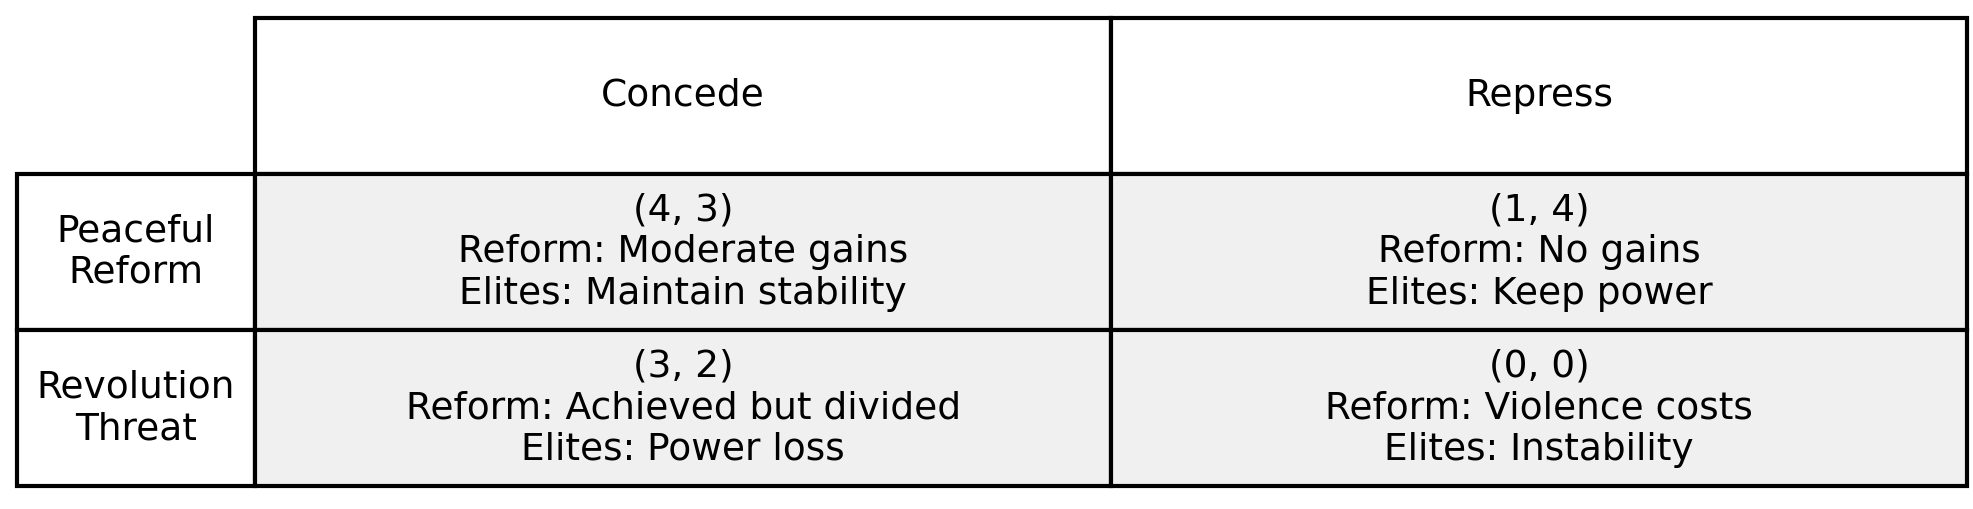 Concede
Repress
Peaceful
Reform
(4, 3)
Reform: Moderate gains
Elites: Maintain stability
(1, 4)
Reform: No gains
Elites: Keep power
Revolution
Threat
(3, 2)
Reform: Achieved but divided
Elites: Power loss
(0, 0)
Reform: Violence costs
Elites: Instability